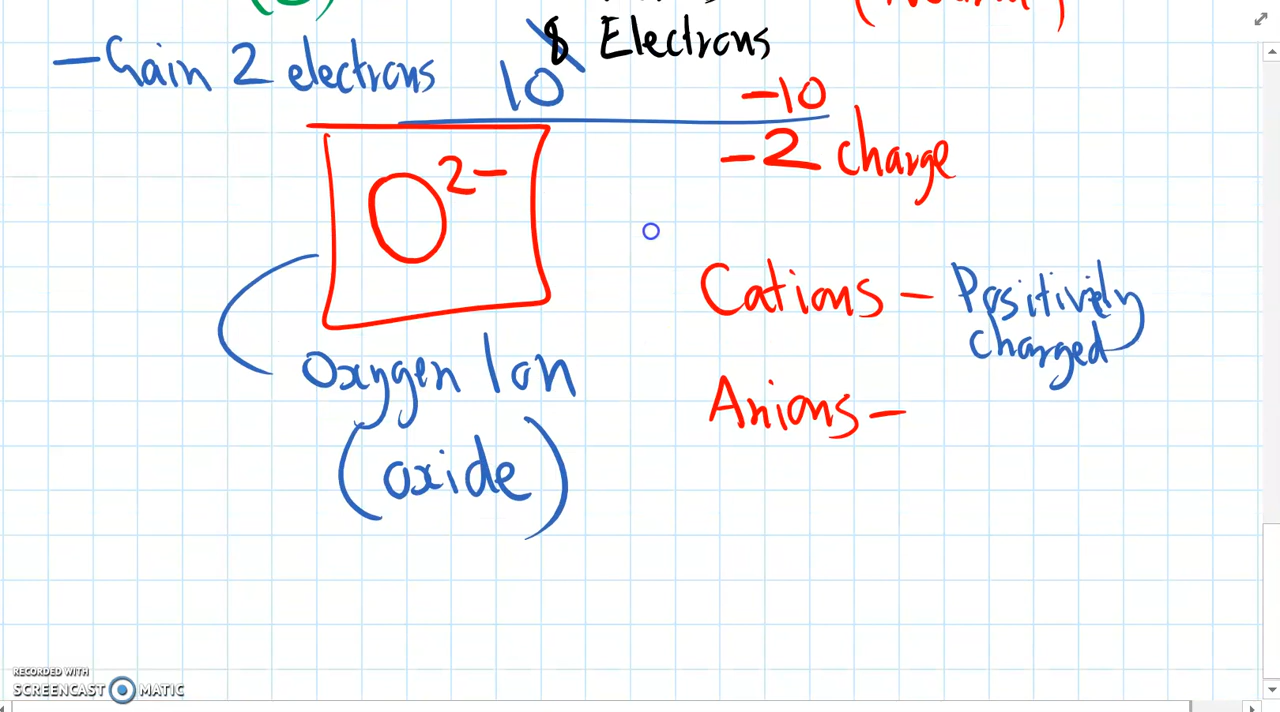 - Gain 2 electrons
8 Electrons
10
-10
-2 charge
O²⁻
Cations - Positively charged
Oxygen Ion
(oxide)
Anions -
RECORDED WITH
SCREENCAST MATIC